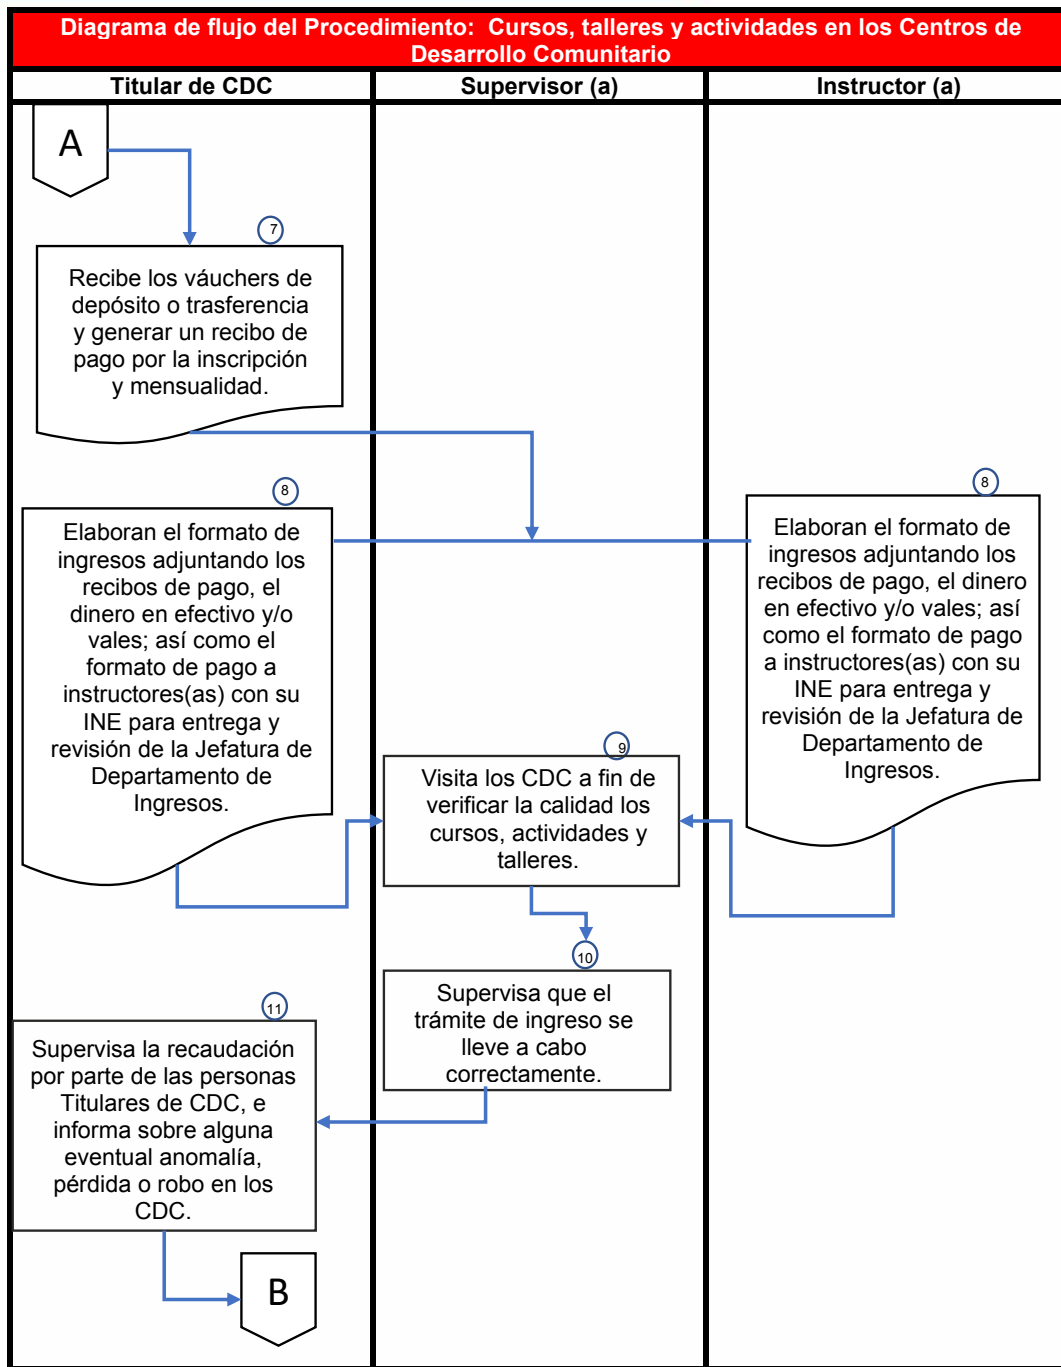 Diagrama de flujo del Procedimiento: Cursos, talleres y actividades en los Centros de
Desarrollo Comunitario
Titular de CDC
Supervisor (a)
Instructor (a)
A
7
Recibe los váuchers de
depósito o trasferencia
y generar un recibo de
pago por la inscripción
y mensualidad.
8
Elaboran el formato de
ingresos adjuntando los
recibos de pago, el
dinero en efectivo y/o
vales; así como el
formato de pago a
instructores(as) con su
INE para entrega y
revisión de la Jefatura de
Departamento de
Ingresos.
8
Elaboran el formato de
ingresos adjuntando los
recibos de pago, el dinero
en efectivo y/o vales; así
como el formato de pago
a instructores(as) con su
INE para entrega y
revisión de la Jefatura de
Departamento de
Ingresos.
9
Visita los CDC a fin de
verificar la calidad los
cursos, actividades y
talleres.
10
Supervisa que el
trámite de ingreso se
lleve a cabo
correctamente.
11
Supervisa la recaudación
por parte de las personas
Titulares de CDC, e
informa sobre alguna
eventual anomalía,
pérdida o robo en los
CDC.
B